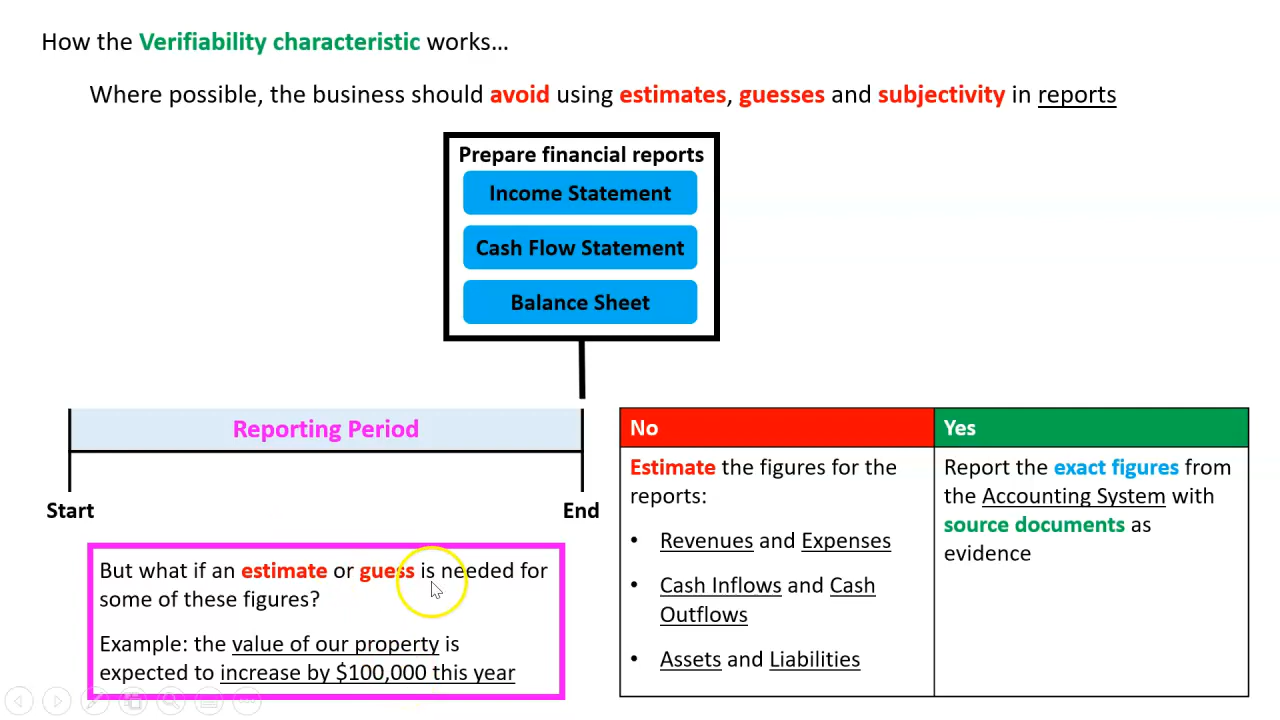 How the Verifiability characteristic works…
Where possible, the business should avoid using estimates, guesses and subjectivity in reports
Prepare financial reports
Income Statement
Cash Flow Statement
Balance Sheet
Reporting Period
Start
End
But what if an estimate or guess is needed for
some of these figures?
Example: the value of our property is
expected to increase by $100,000 this year
No
Estimate the figures for the
reports:
• Revenues and Expenses
• Cash Inflows and Cash
Outflows
• Assets and Liabilities
Yes
Report the exact figures from
the Accounting System with
source documents as
evidence